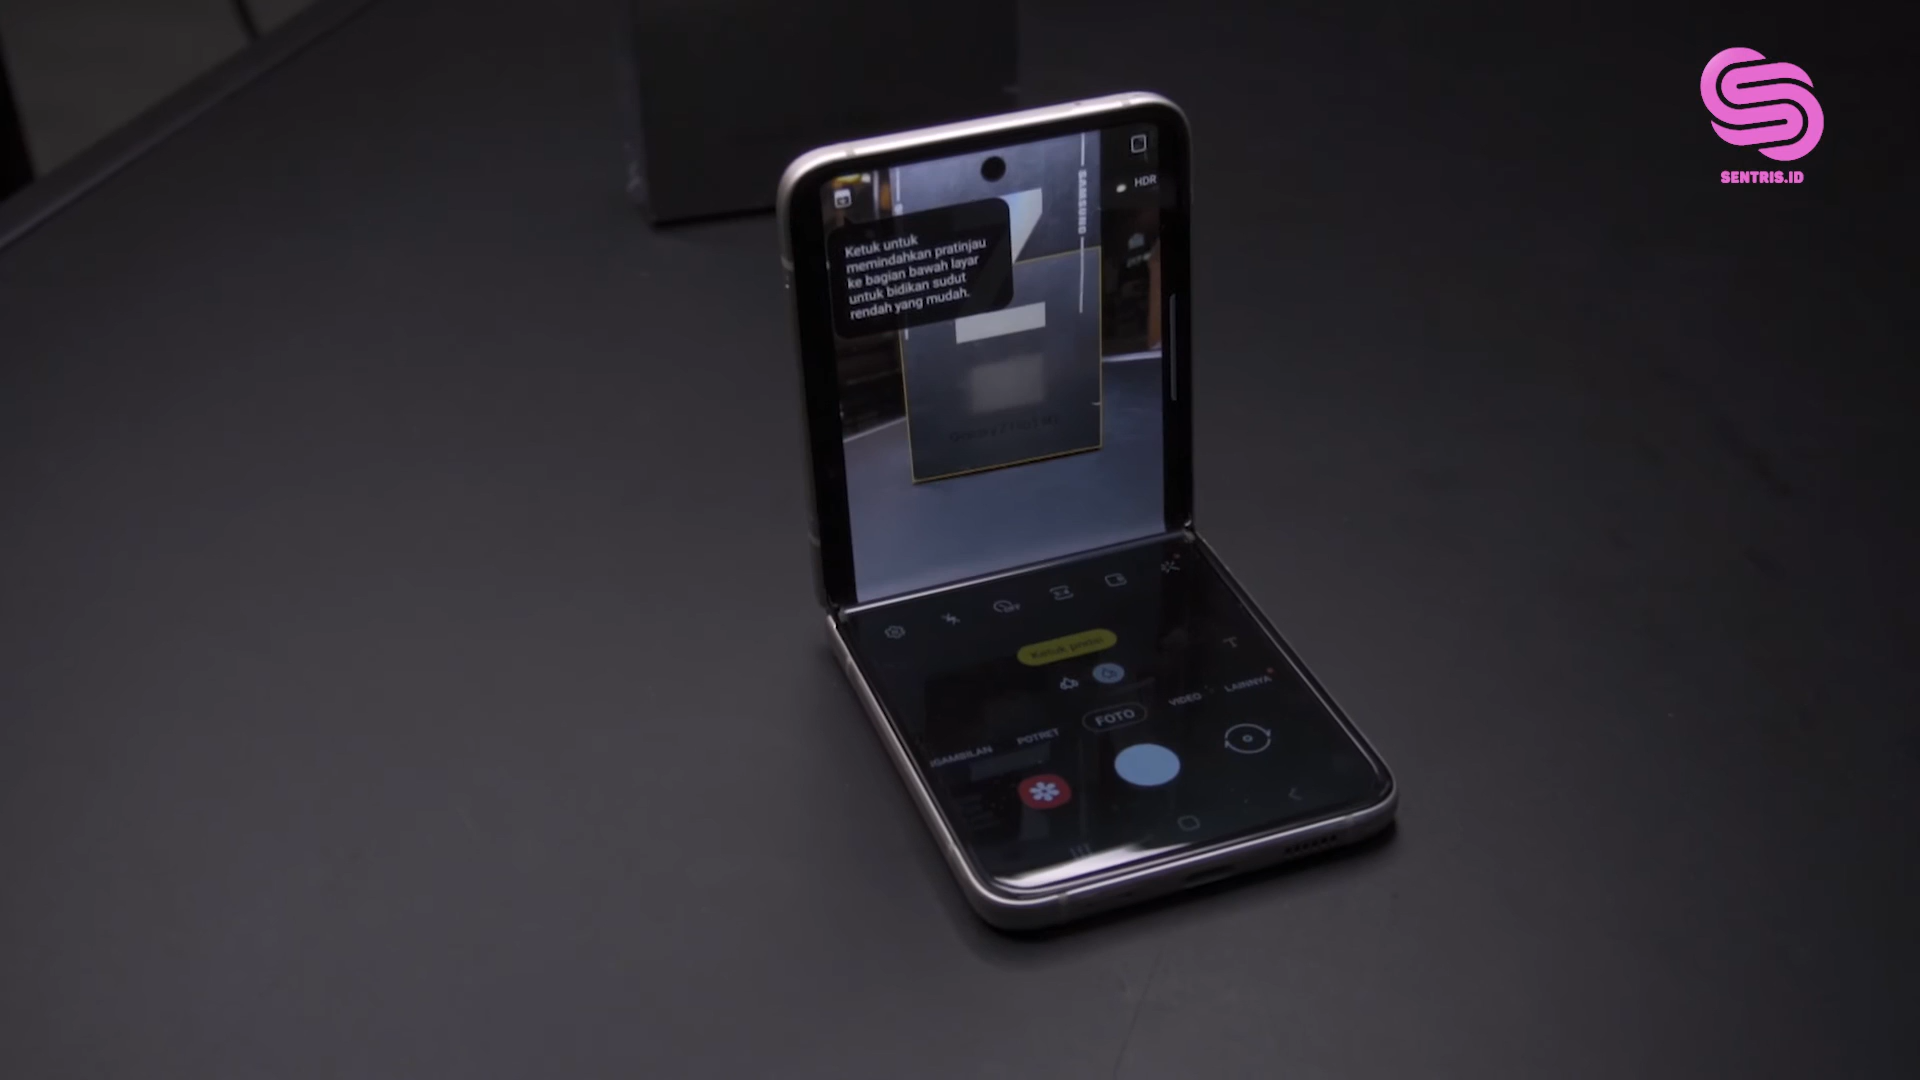 SENTRIS.ID
HDR
SAMSUNG
Ketuk untuk
memindahkan pratinjau
ke bagian bawah layar
untuk bidikan sudut
rendah yang mudah.
OFF
POTRET
FOTO
VIDEO
LAINNYA